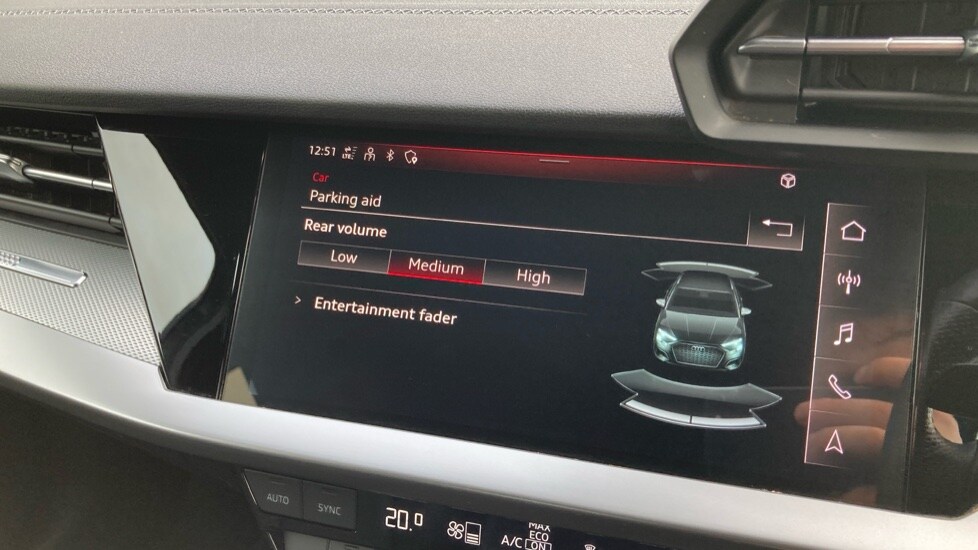 12:51 LTE
Car
Parking aid
Rear volume
Low Medium High
> Entertainment fader
AUTO SYNC 20.0 A/C MAX
ECO
ON